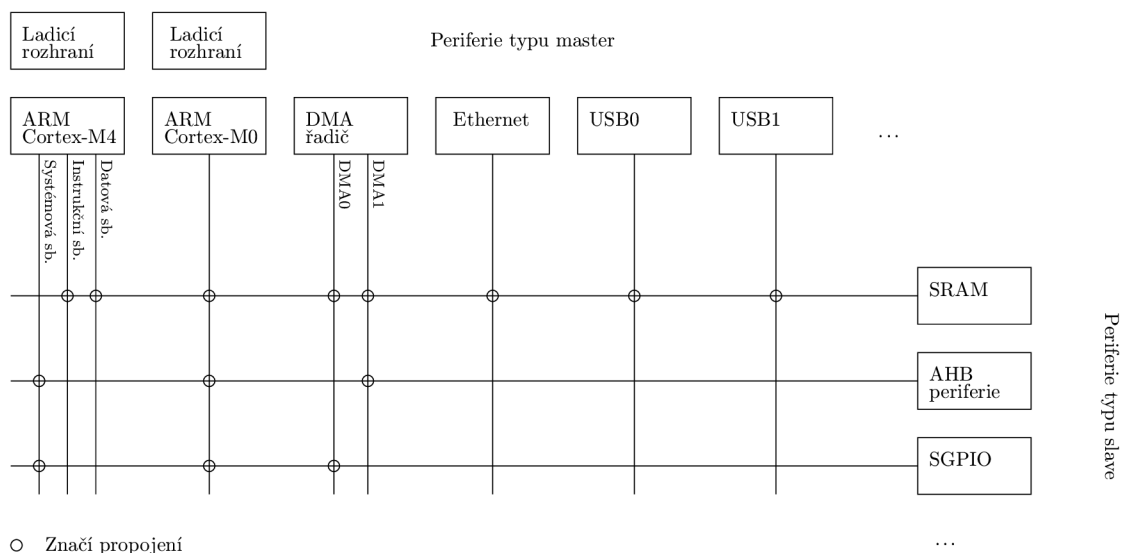 Ladicí
rozhraní
Ladicí
rozhraní
Periferie typu master
ARM
Cortex-M4
ARM
Cortex-M0
DMA
řadič
Ethernet
USB0
USB1
...
Systémová sb.
Instrukční sb.
Datová sb.
DMA0
DMA1
SRAM
AHB
periferie
SGPIO
Periferie typu slave
Značí propojení
...